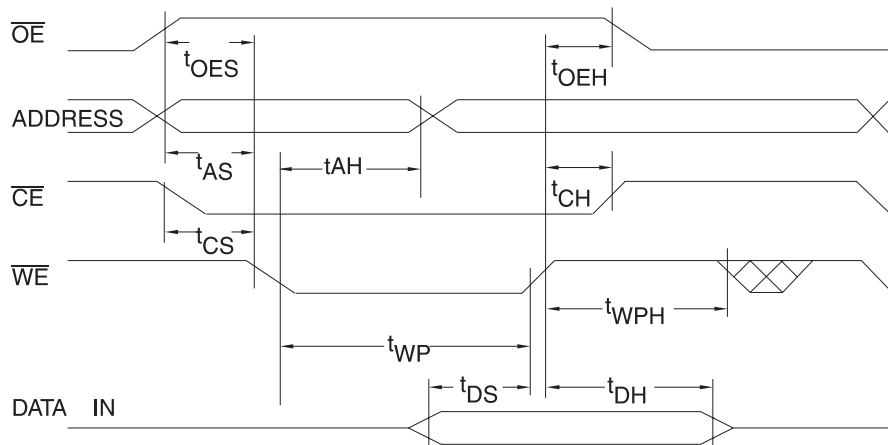 OE
tOES
tOEH
ADDRESS
tAS
tAH
tCH
CE
tCS
WE
tWPH
tWP
tDS
tDH
DATA IN